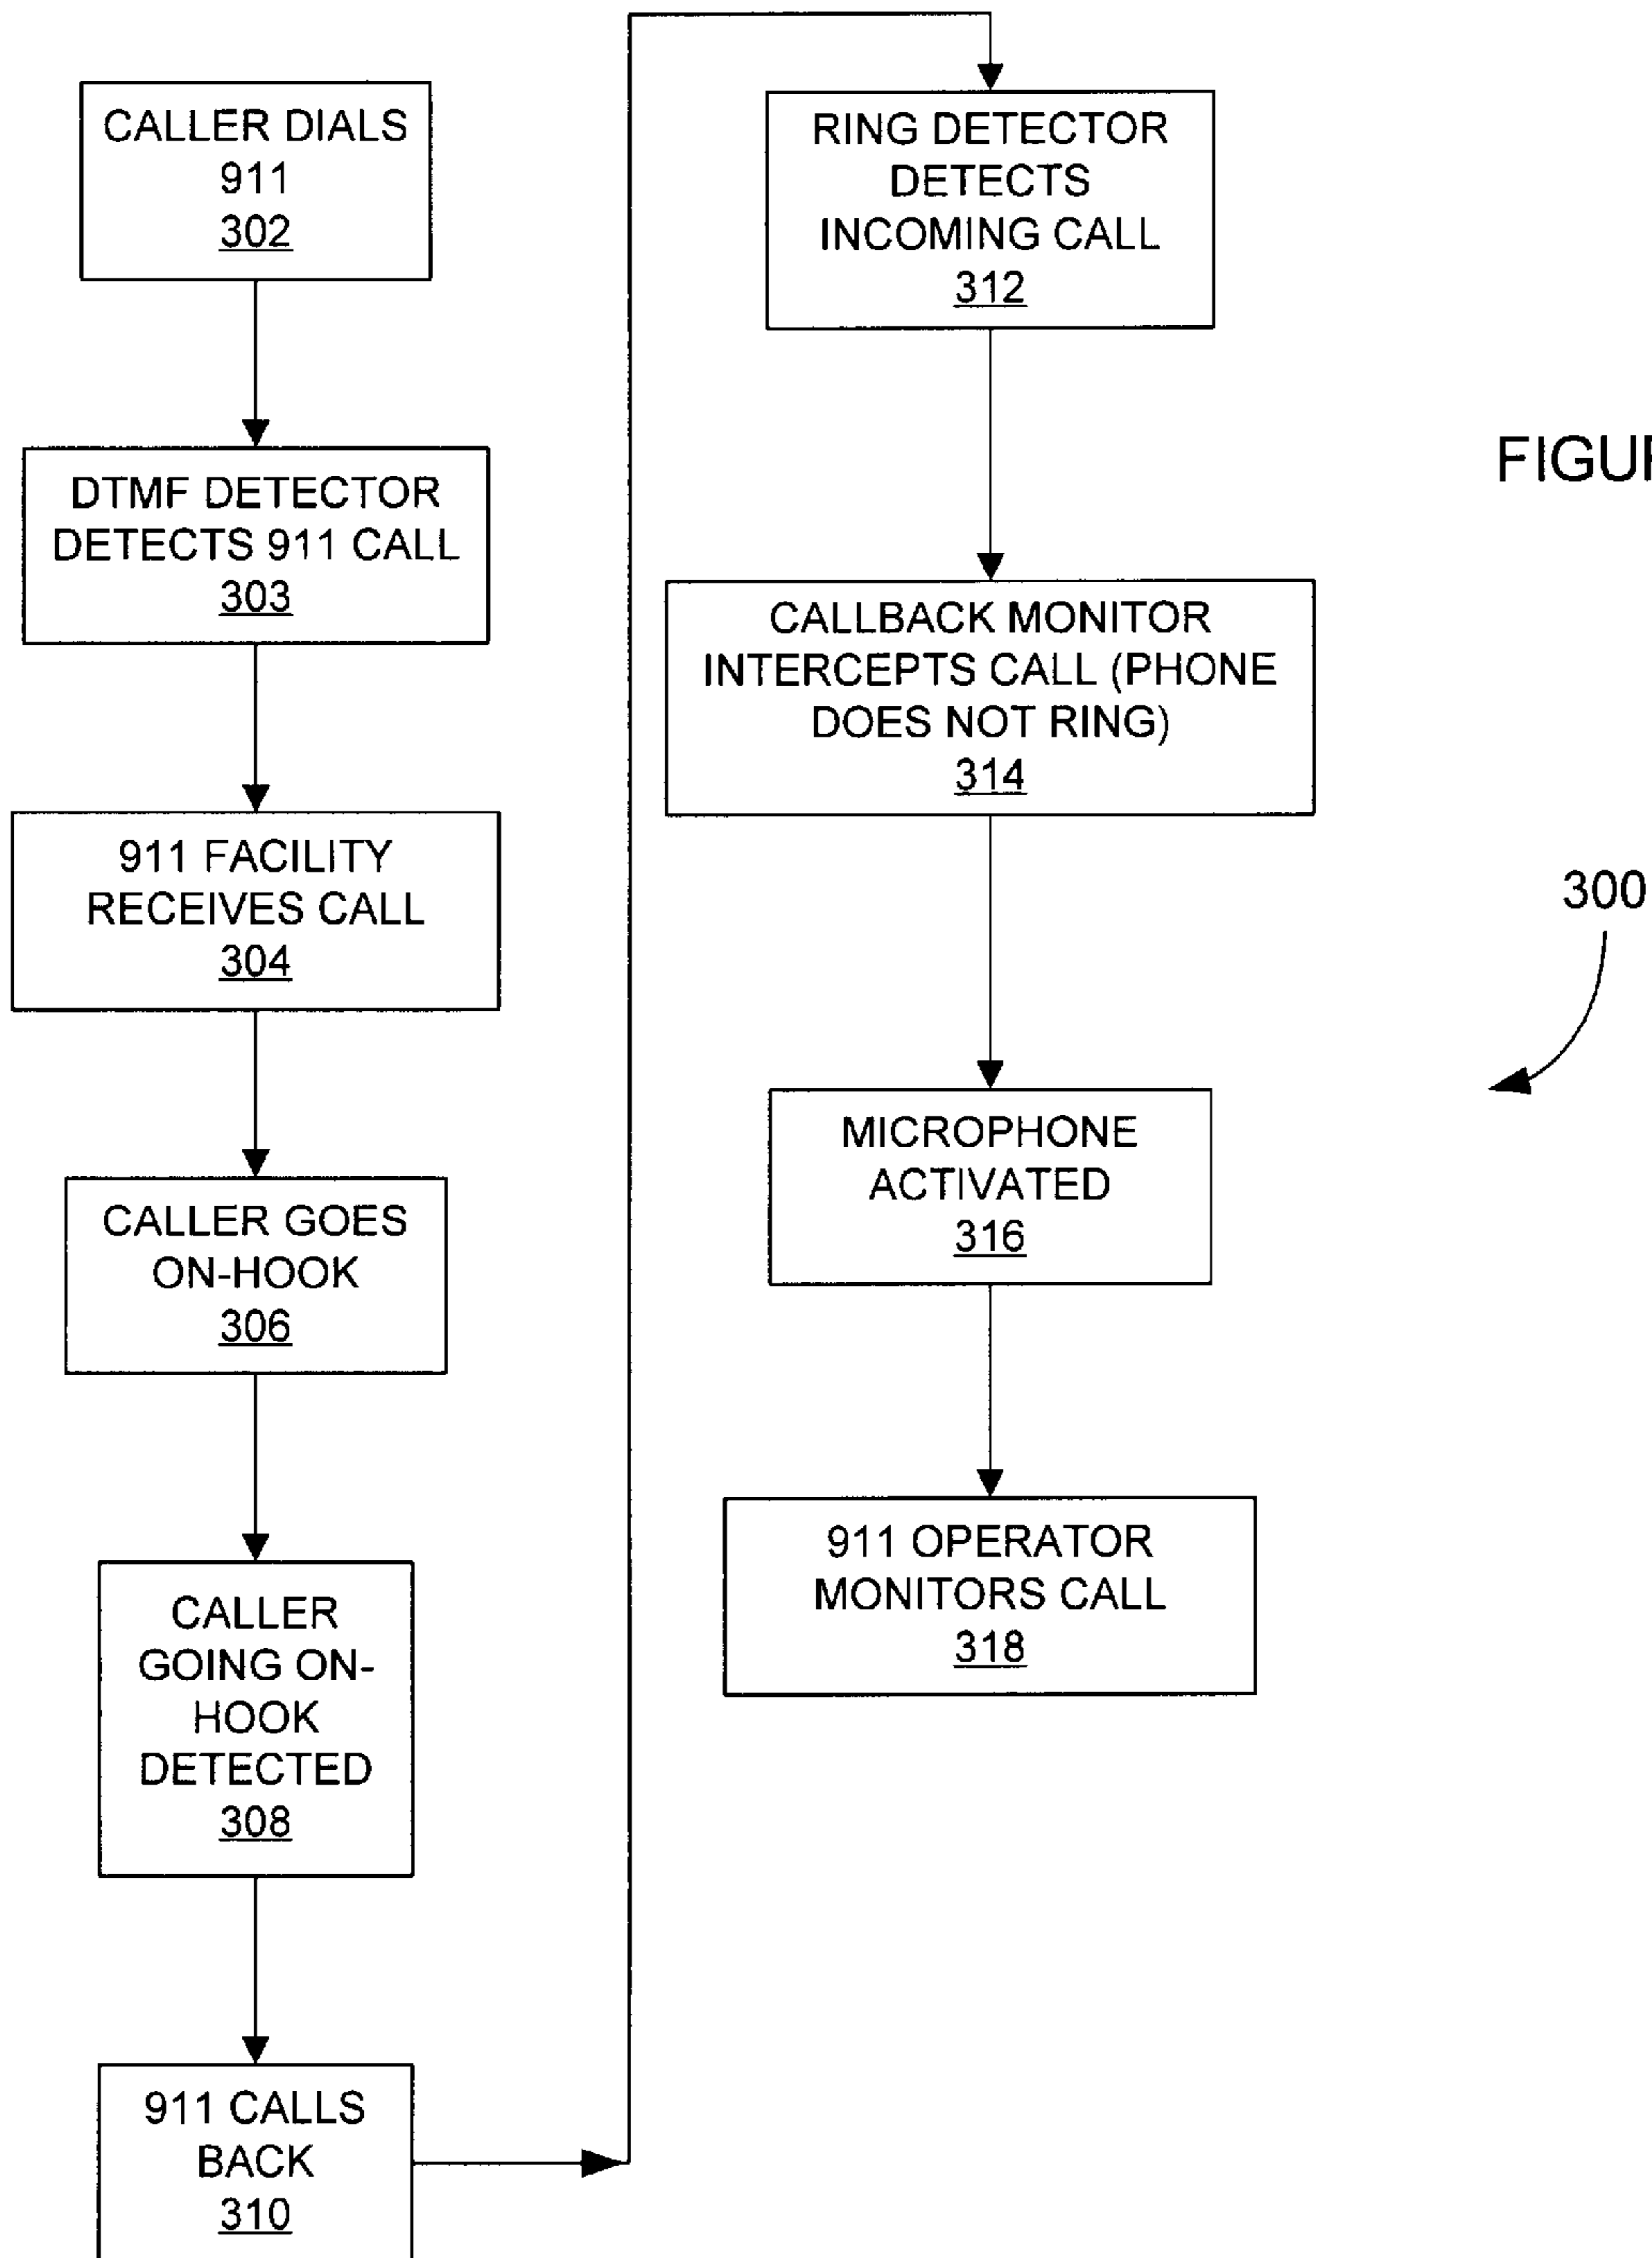 CALLER DIALS
911
302
DTMF DETECTOR
DETECTS 911 CALL
303
911 FACILITY
RECEIVES CALL
304
CALLER GOES
ON-HOOK
306
CALLER
GOING ON-
HOOK
DETECTED
308
911 CALLS
BACK
310
RING DETECTOR
DETECTS
INCOMING CALL
312
CALLBACK MONITOR
INTERCEPTS CALL (PHONE
DOES NOT RING)
314
MICROPHONE
ACTIVATED
316
911 OPERATOR
MONITORS CALL
318
300